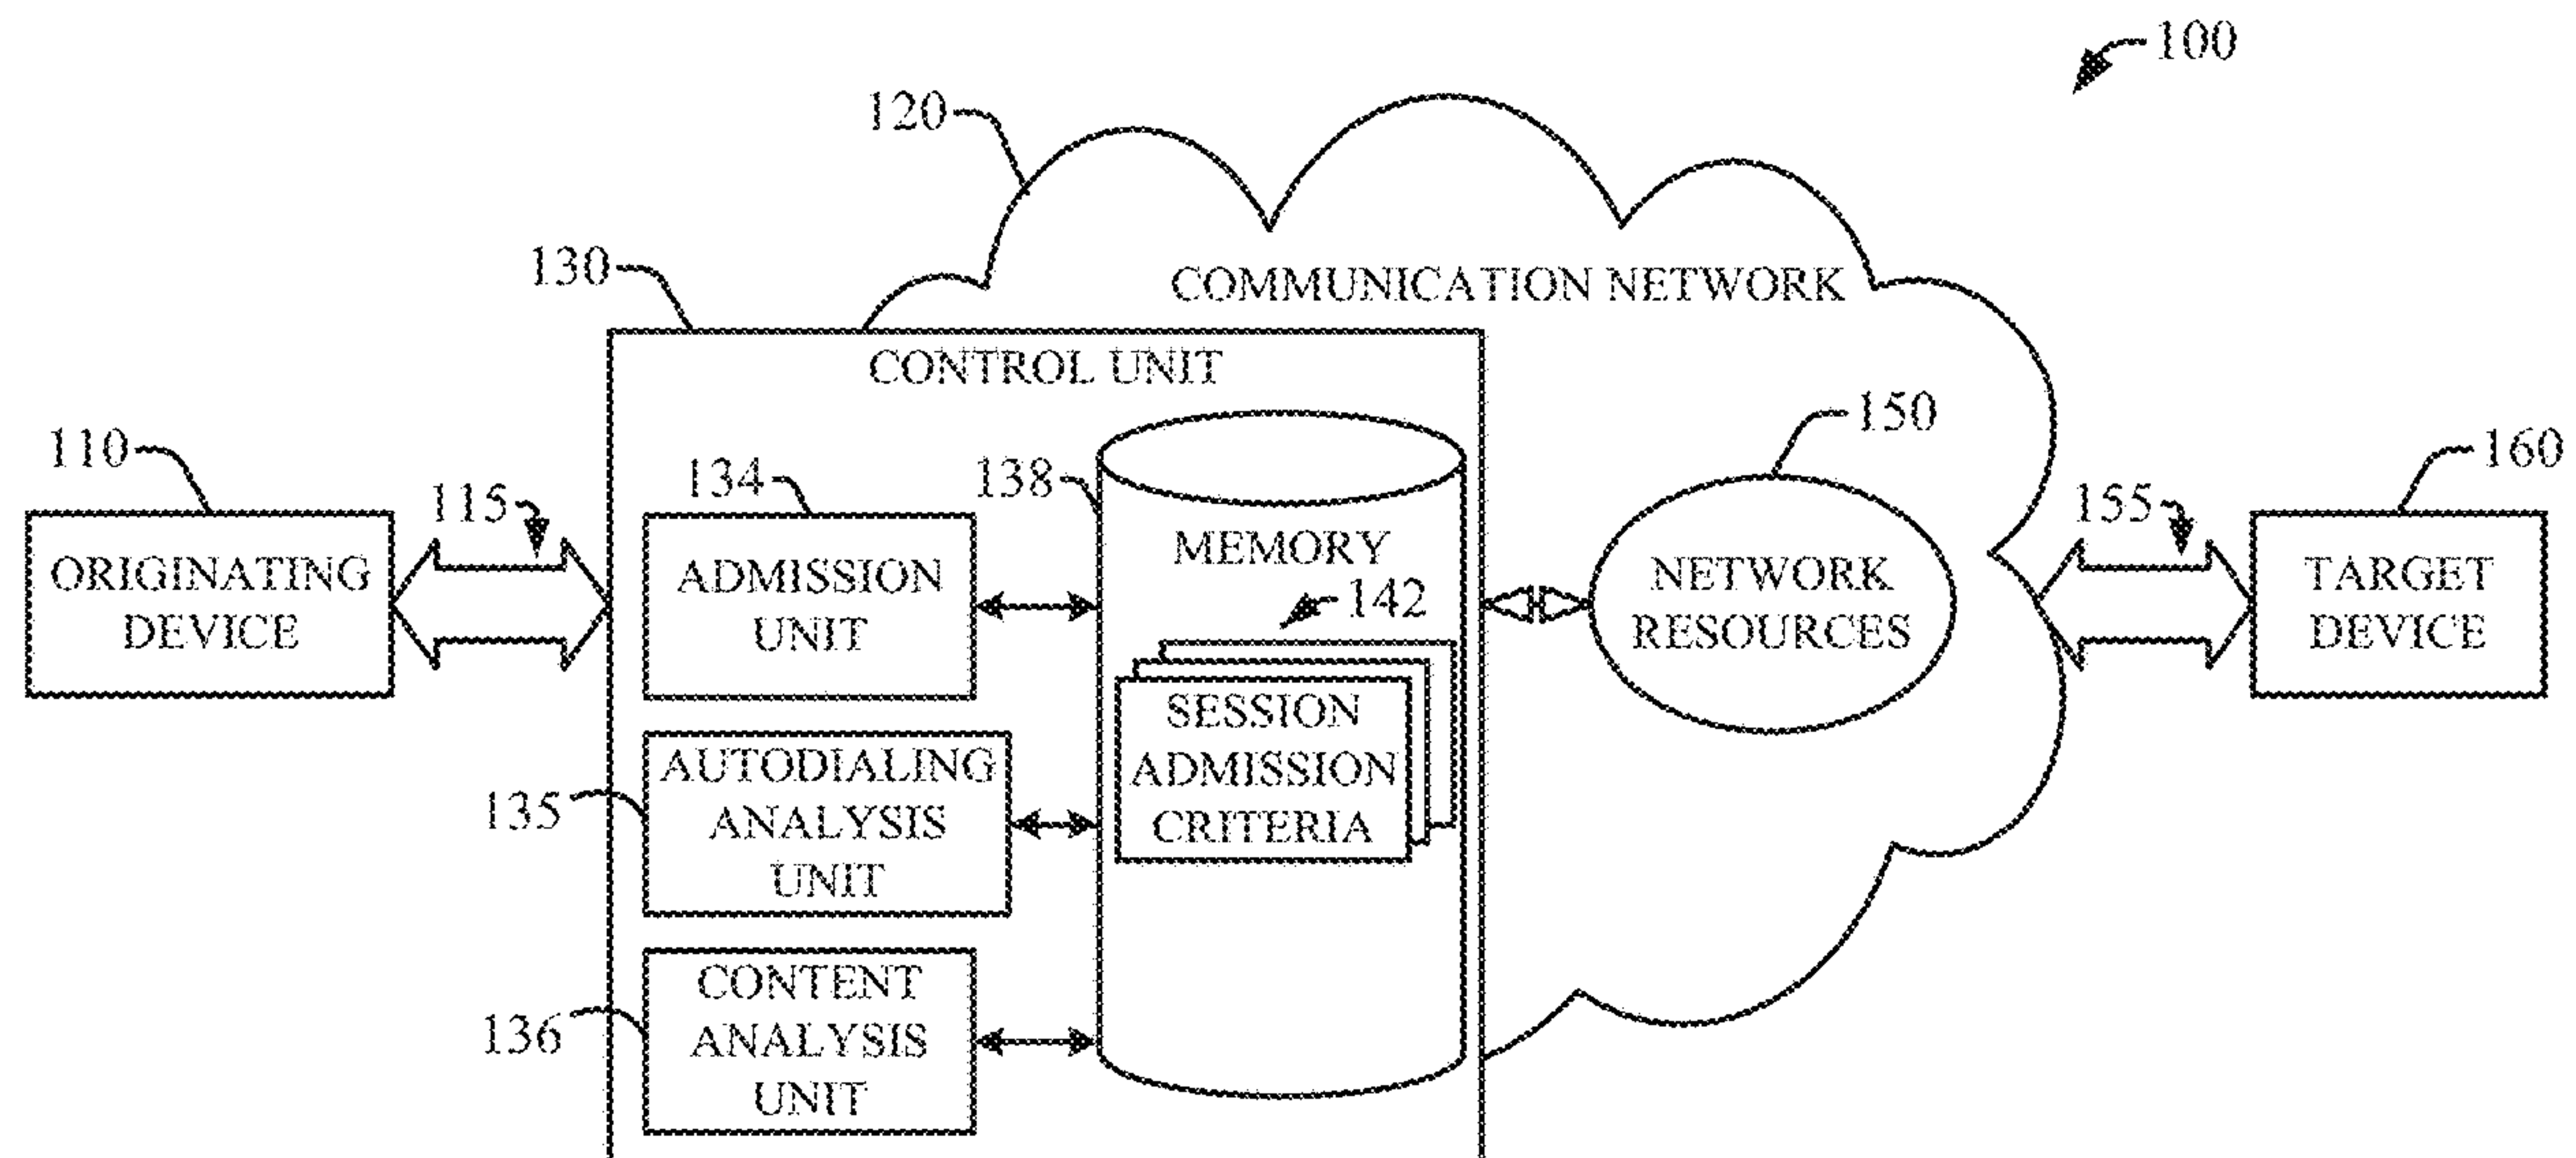 100
120
130
COMMUNICATION NETWORK
CONTROL UNIT
110
115
134
138
150
155
160
ORIGINATING
DEVICE
ADMISSION
UNIT
MEMORY
142
NETWORK
RESOURCES
TARGET
DEVICE
SESSION
ADMISSION
CRITERIA
135
AUTODIALING
ANALYSIS
UNIT
136
CONTENT
ANALYSIS
UNIT